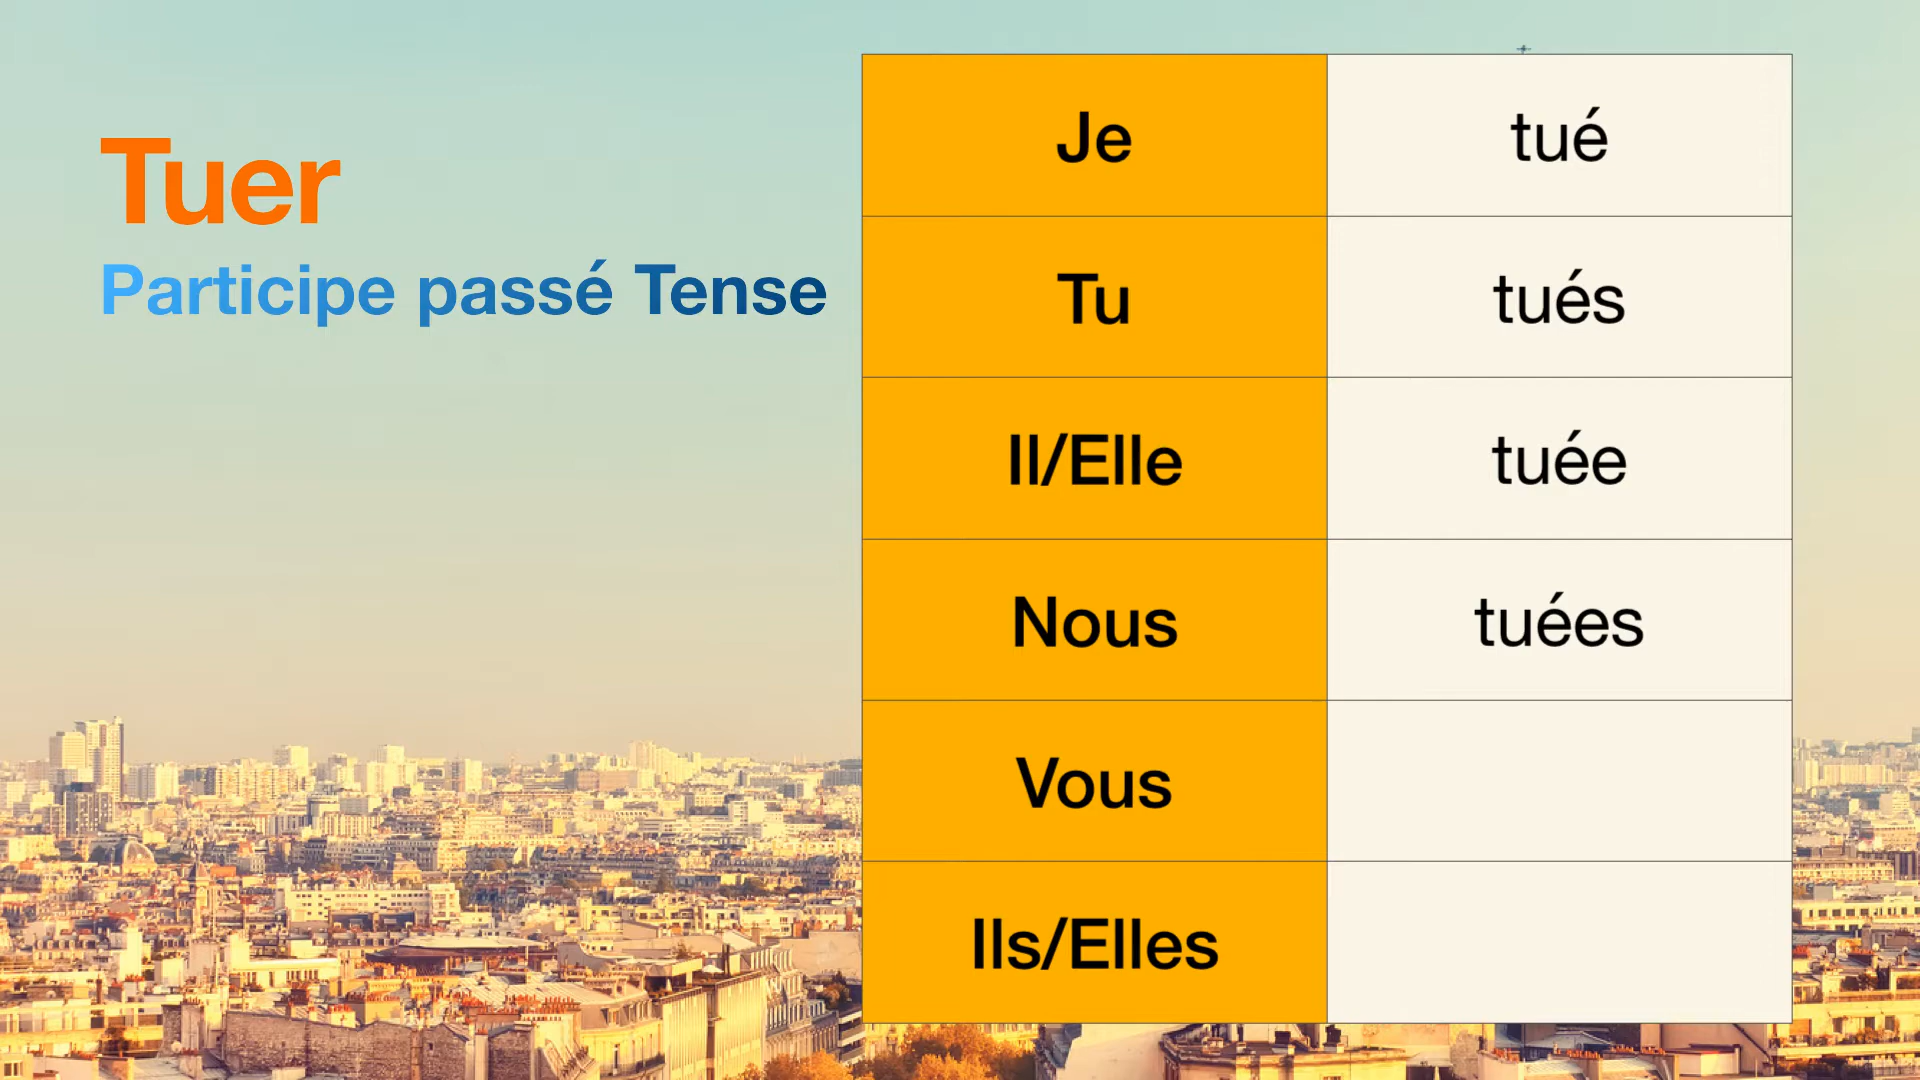 Tuer
Participe passé Tense
Je tué
Tu tués
Il/Elle tuée
Nous tuées
Vous
Ils/Elles